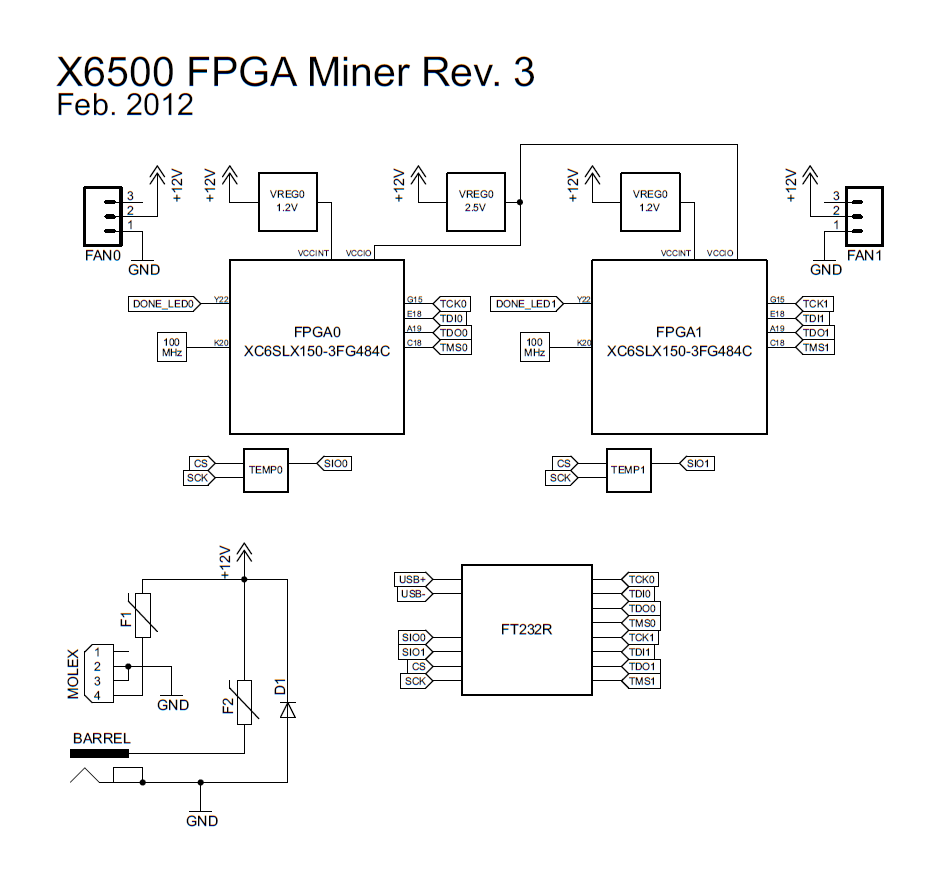 X6500 FPGA Miner Rev. 3
Feb. 2012
3
2
1
FAN0
GND
+12V
+12V
VREG0
1.2V
+12V
VREG0
2.5V
+12V
VREG0
1.2V
+12V
3
2
1
FAN1
GND
VCCINT
VCCIO
VCCINT
VCCIO
DONE_LED0
Y22
100
MHz
K20
FPGA0
XC6SLX150-3FG484C
G15
TCK0
E18
TDI0
A19
TDO0
C18
TMS0
DONE_LED1
Y22
100
MHz
K20
FPGA1
XC6SLX150-3FG484C
G15
TCK1
E18
TDI1
A19
TDO1
C18
TMS1
CS
SCK
TEMP0
SIO0
CS
SCK
TEMP1
SIO1
+12V
F1
MOLEX
1
2
3
4
GND
F2
D1
BARREL
GND
USB+
USB-
SIO0
SIO1
CS
SCK
FT232R
TCK0
TDI0
TDO0
TMS0
TCK1
TDI1
TDO1
TMS1